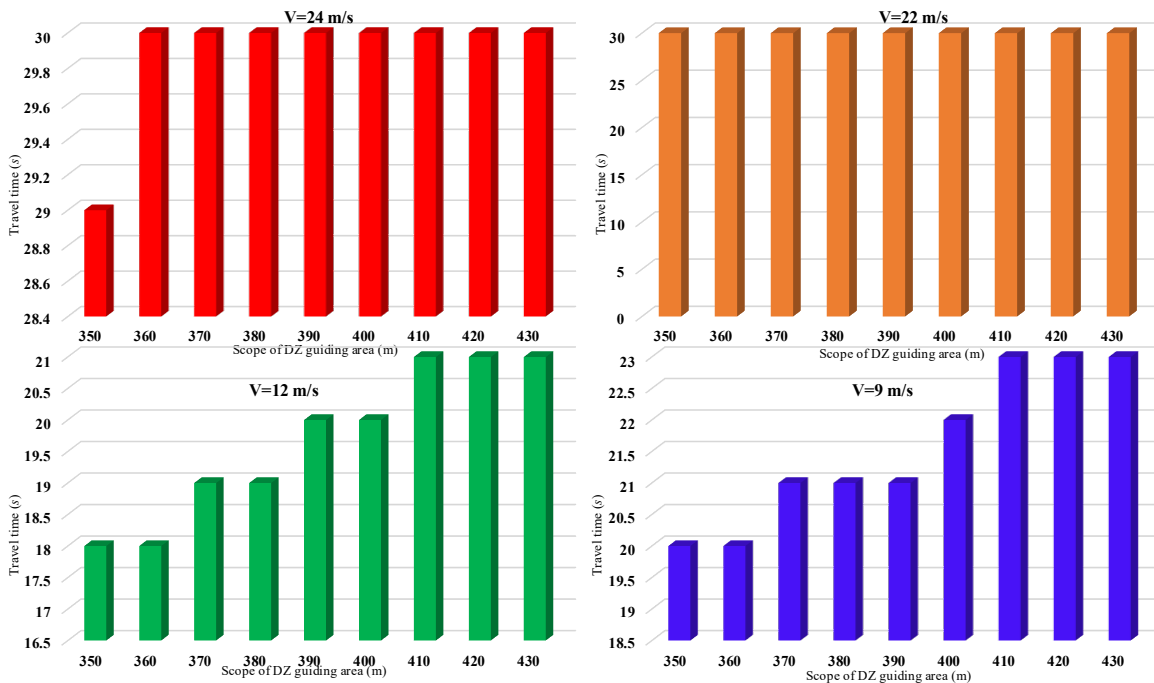 V=24 m/s
30
29.8
29.6
29.4
29.2
29
28.8
28.6
28.4
Travel time (s)
350 360 370 380 390 400 410 420 430
Scope of DZ guiding area (m)
V=22 m/s
30
25
20
15
10
5
0
Travel time (s)
350 360 370 380 390 400 410 420 430
Scope of DZ guiding area (m)
V=12 m/s
21
20.5
20
19.5
19
18.5
18
17.5
17
16.5
Travel time (s)
350 360 370 380 390 400 410 420 430
Scope of DZ guiding area (m)
V=9 m/s
23
22.5
22
21.5
21
20.5
20
19.5
19
18.5
Travel time (s)
350 360 370 380 390 400 410 420 430
Scope of DZ guiding area (m)